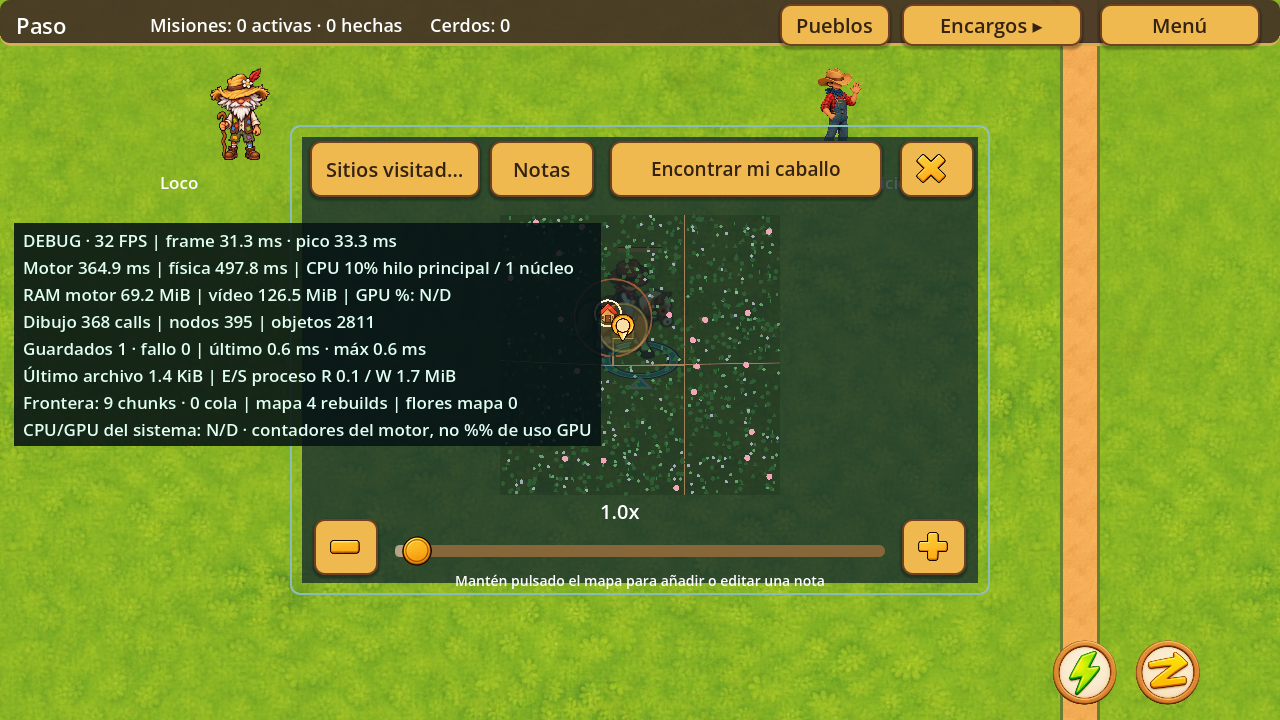 Paso
Misiones: 0 activas · 0 hechas
Cerdos: 0
Pueblos
Encargos ▸
Menú
Sitios visitad...
Notas
Encontrar mi caballo
Loco
DEBUG · 32 FPS | frame 31.3 ms · pico 33.3 ms
Motor 364.9 ms | física 497.8 ms | CPU 10% hilo principal / 1 núcleo
RAM motor 69.2 MiB | vídeo 126.5 MiB | GPU %: N/D
Dibujo 368 calls | nodos 395 | objetos 2811
Guardados 1 · fallo 0 | último 0.6 ms · máx 0.6 ms
Último archivo 1.4 KiB | E/S proceso R 0.1 / W 1.7 MiB
Frontera: 9 chunks · 0 cola | mapa 4 rebuilds | flores mapa 0
CPU/GPU del sistema: N/D · contadores del motor, no %% de uso GPU
1.0x
Mantén pulsado el mapa para añadir o editar una nota